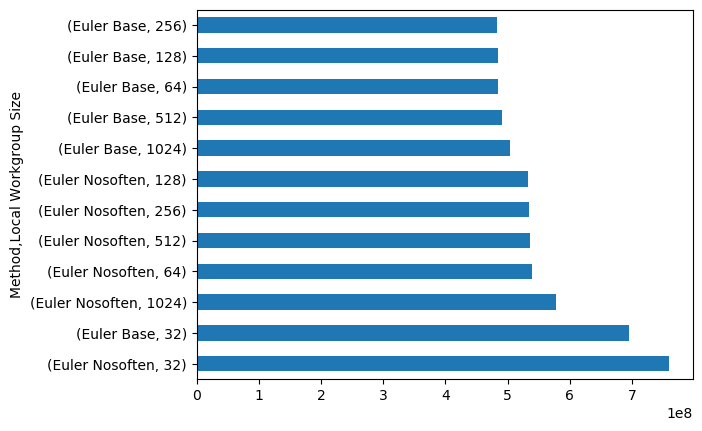 Method,Local Workgroup Size
(Euler Base, 256)
(Euler Base, 128)
(Euler Base, 64)
(Euler Base, 512)
(Euler Base, 1024)
(Euler Nosoften, 128)
(Euler Nosoften, 256)
(Euler Nosoften, 512)
(Euler Nosoften, 64)
(Euler Nosoften, 1024)
(Euler Base, 32)
(Euler Nosoften, 32)
0 1 2 3 4 5 6 7
1e8